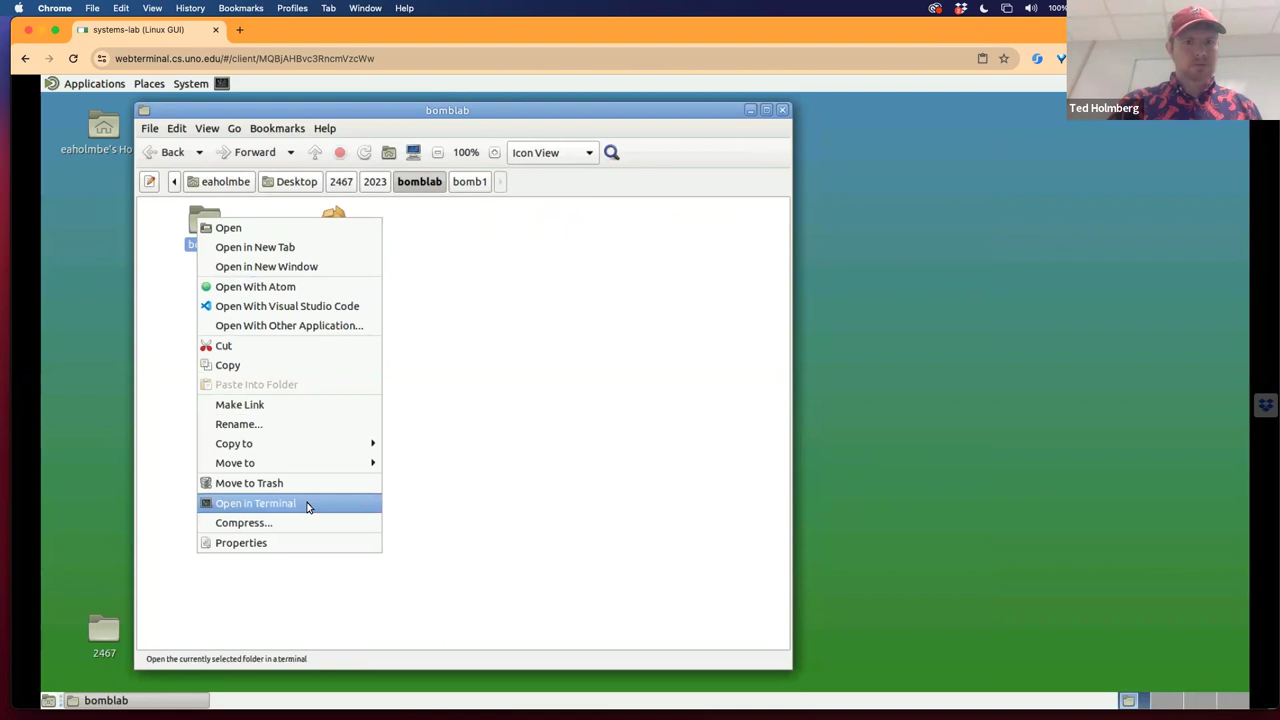 Chrome File Edit View History Bookmarks Profiles Tab Window Help 100%
systems-lab (Linux GUI)
webterminal.cs.uno.edu/#/client/MQBjAHBvc3RncmVzcWw
Ted Holmberg
Applications Places System
eaholmbe's Ho
bomblab
File Edit View Go Bookmarks Help
Back Forward 100% Icon View
eaholmbe Desktop 2467 2023 bomblab bomb1
Open
Open in New Tab
Open in New Window
Open With Atom
Open With Visual Studio Code
Open With Other Application...
Cut
Copy
Paste Into Folder
Make Link
Rename...
Copy to
Move to
Move to Trash
Open in Terminal
Compress...
Properties
2467
Open the currently selected folder in a terminal
bomblab